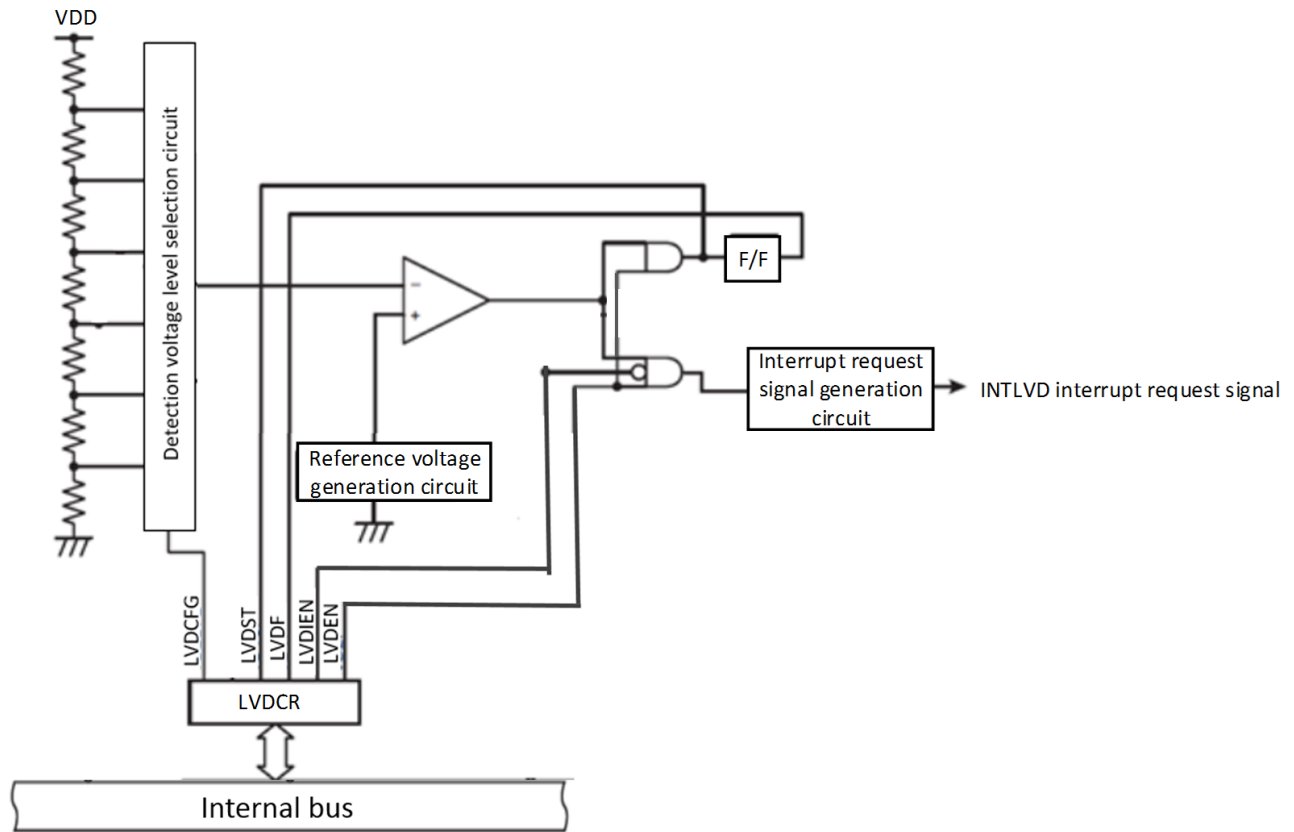 VDD
Detection voltage level selection circuit
−
+
F/F
Interrupt request
signal generation
circuit
INTLVD interrupt request signal
Reference voltage
generation circuit
LVDCFG
LVDST
LVDF
LVDIEN
LVDEN
LVDCR
Internal bus